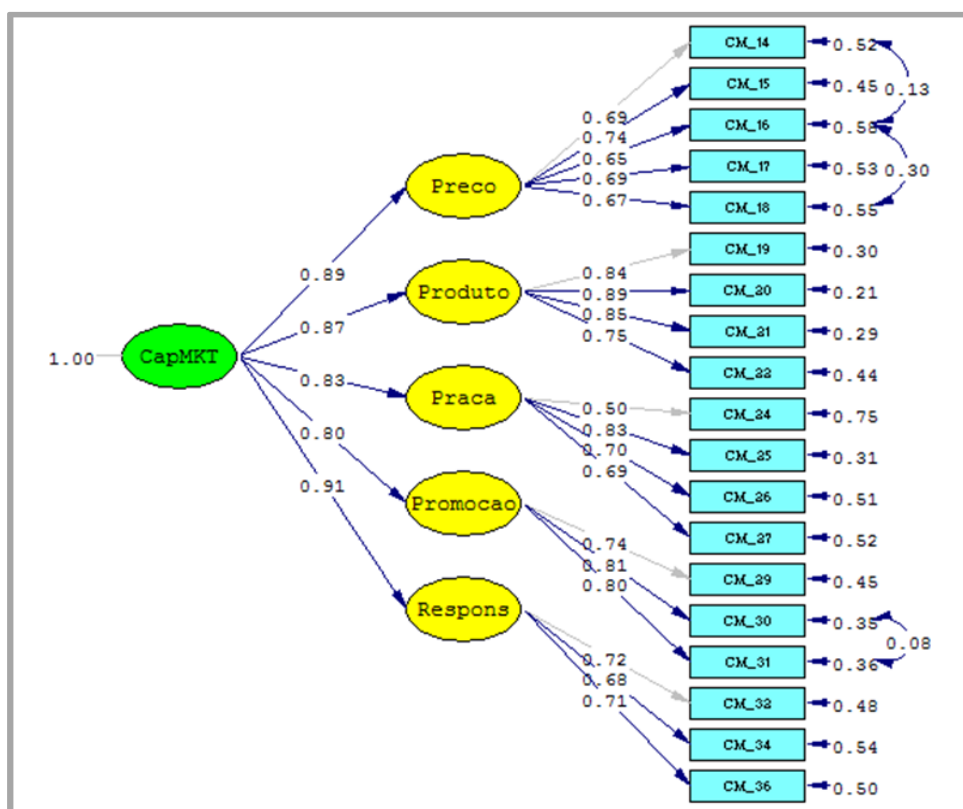 CM_14 0.52
CM_15 0.45
0.13
0.69
0.74
CM_16 0.58
0.65
CM_17 0.53
0.30
Preco
0.69
0.67
CM_18 0.55
CM_19 0.30
0.89
0.84
Produto
0.89
CM_20 0.21
0.85
0.87
0.75
CM_21 0.29
1.00
CapMKT
CM_22 0.44
0.83
Praca
0.50
CM_24 0.75
0.83
0.80
0.70
CM_25 0.31
0.69
0.91
CM_26 0.51
Promocao
CM_27 0.52
0.74
0.81
CM_29 0.45
0.80
Respons
CM_30 0.35
0.08
0.72
CM_31 0.36
0.68
0.71
CM_32 0.48
CM_34 0.54
CM_36 0.50